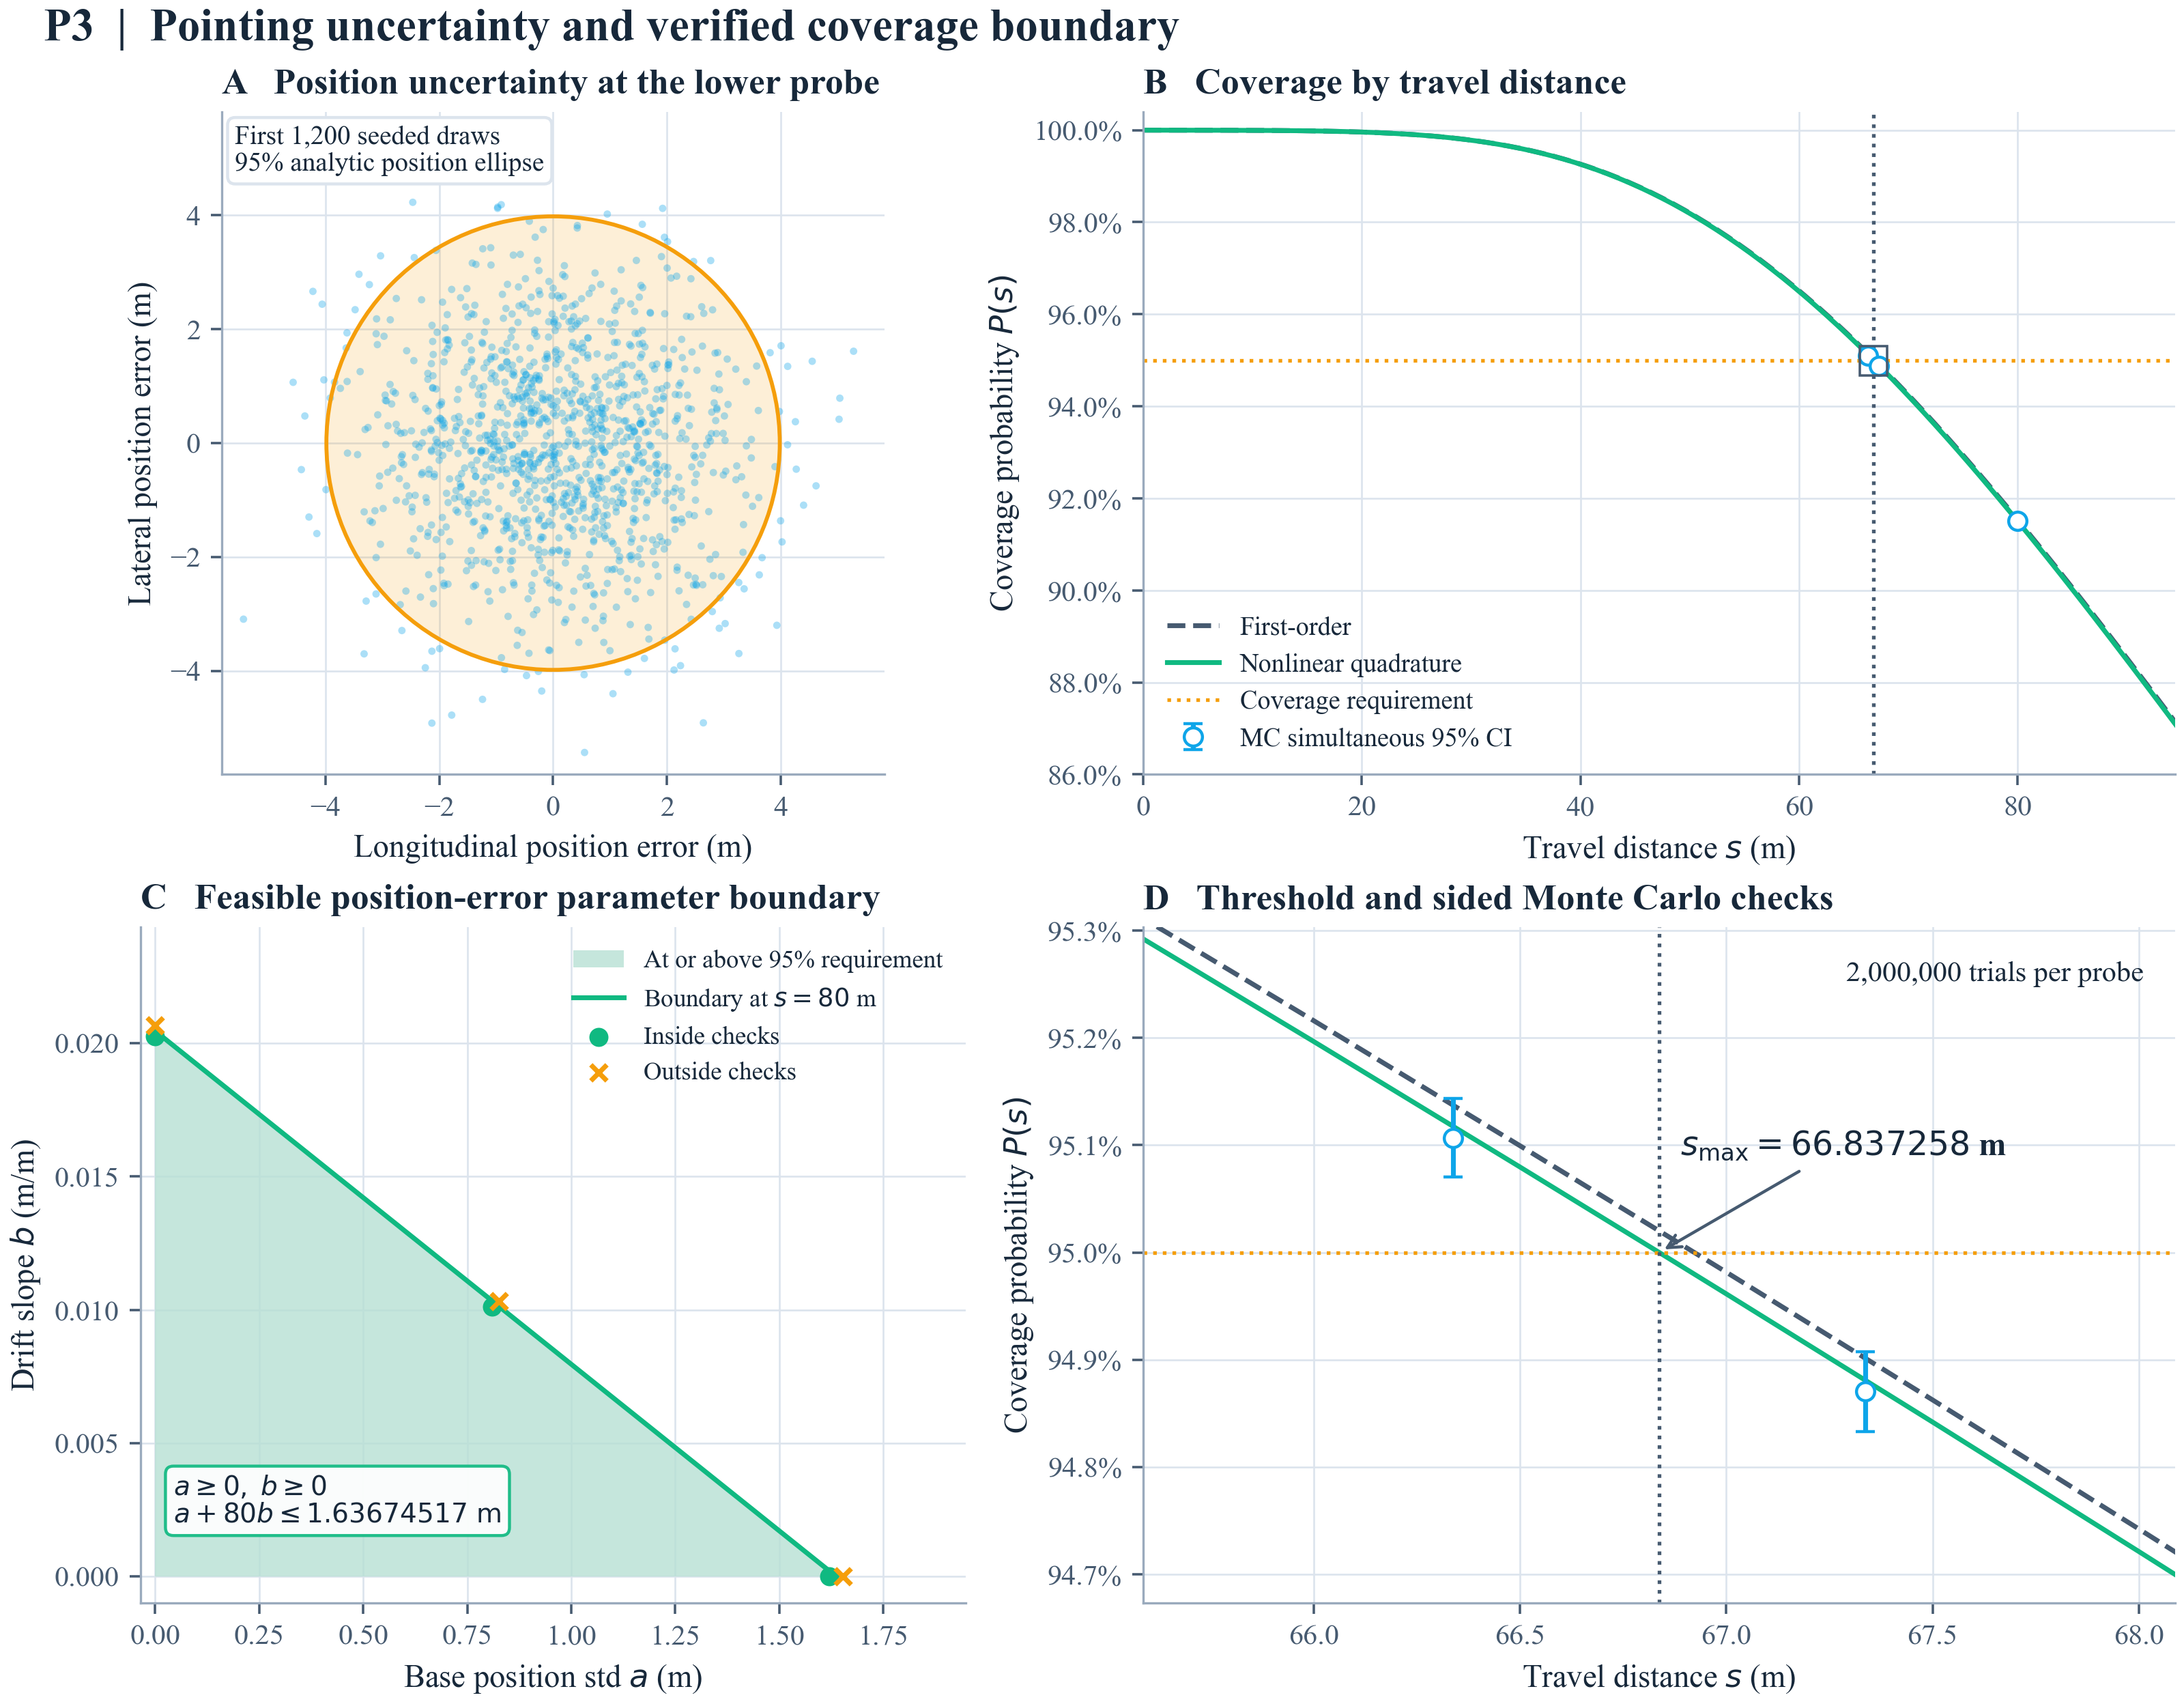 P3 | Pointing uncertainty and verified coverage boundary
A Position uncertainty at the lower probe
First 1,200 seeded draws
95% analytic position ellipse
Lateral position error (m)
4
2
0
−2
−4
−4
−2
0
2
4
Longitudinal position error (m)
B Coverage by travel distance
Coverage probability P(s)
100.0%
98.0%
96.0%
94.0%
92.0%
90.0%
88.0%
86.0%
First-order
Nonlinear quadrature
Coverage requirement
MC simultaneous 95% CI
0
20
40
60
80
Travel distance s (m)
C Feasible position-error parameter boundary
Drift slope b (m/m)
0.020
0.015
0.010
0.005
0.000
At or above 95% requirement
Boundary at s = 80 m
Inside checks
Outside checks
a ≥ 0, b ≥ 0
a + 80b ≤ 1.63674517 m
0.00
0.25
0.50
0.75
1.00
1.25
1.50
1.75
Base position std a (m)
D Threshold and sided Monte Carlo checks
Coverage probability P(s)
95.3%
95.2%
95.1%
95.0%
94.9%
94.8%
94.7%
2,000,000 trials per probe
s_max = 66.837258 m
66.0
66.5
67.0
67.5
68.0
Travel distance s (m)